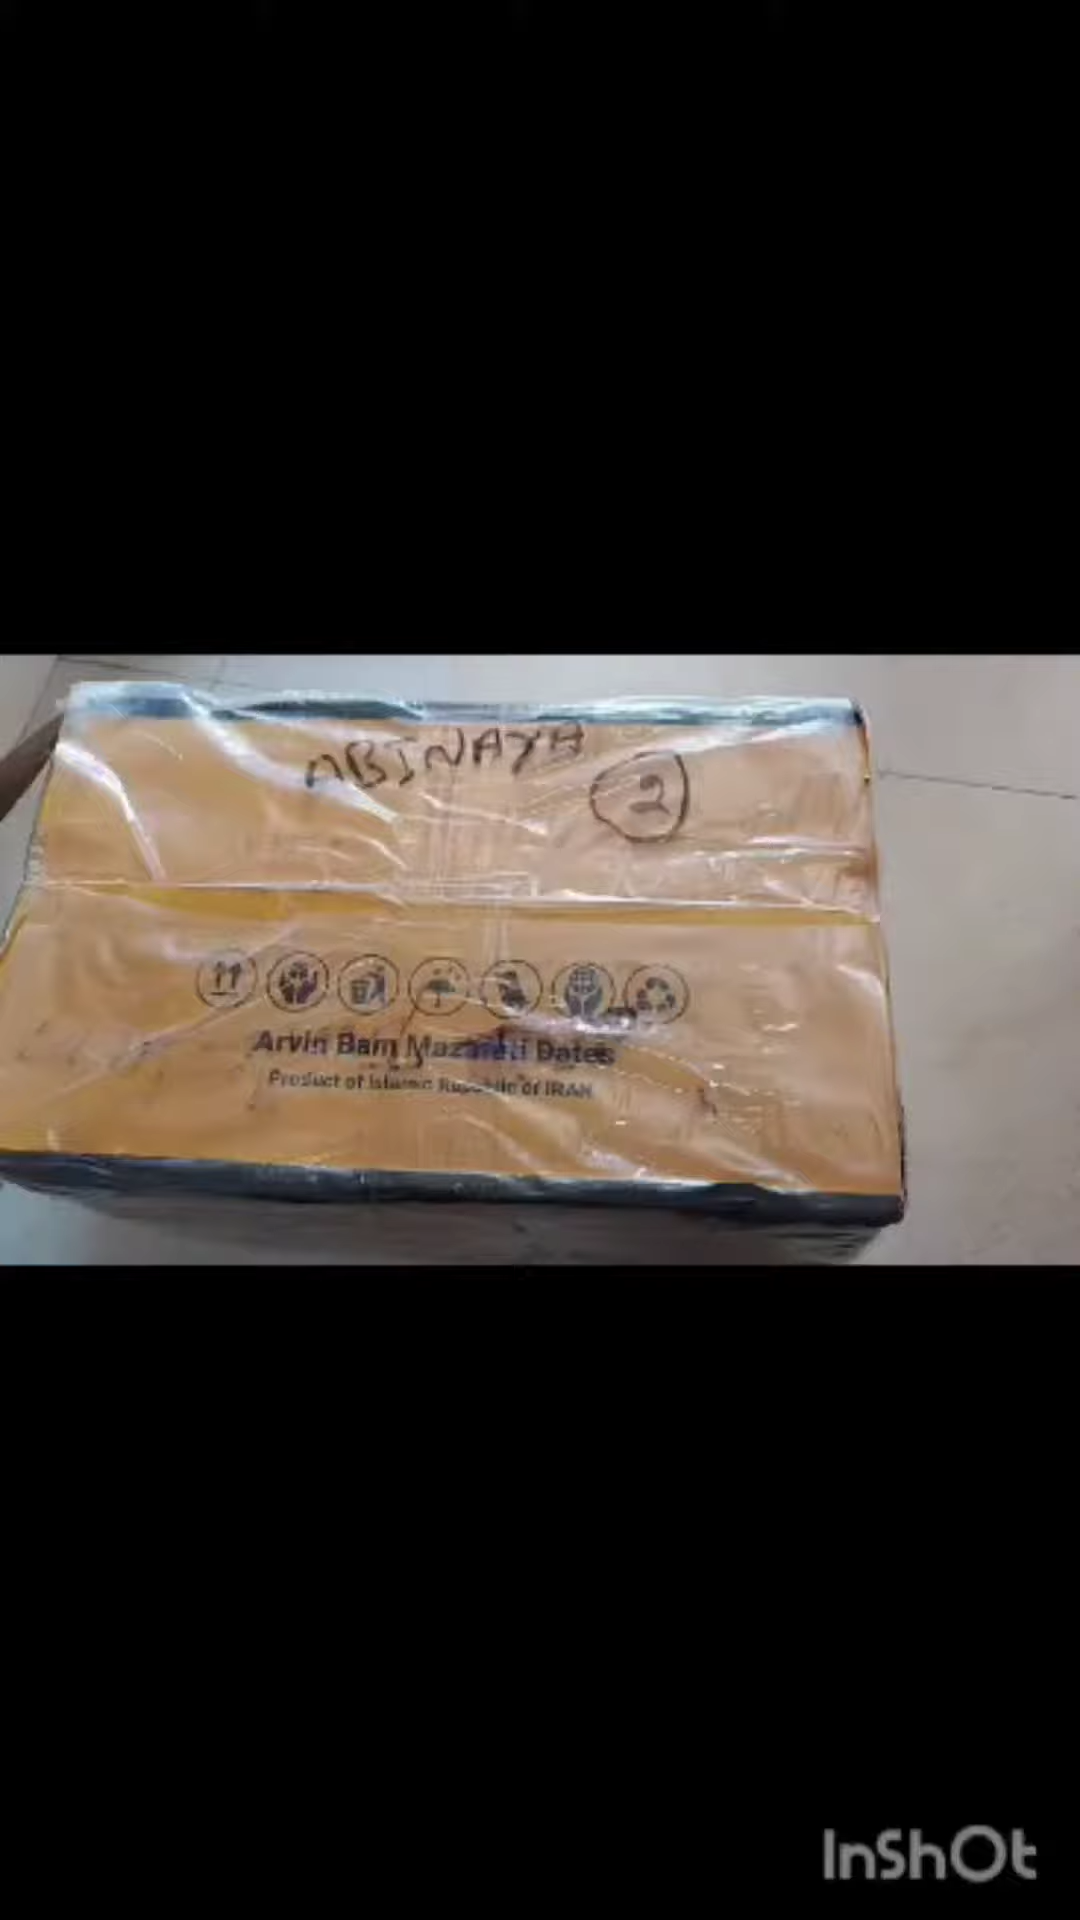 ABINAYA 2
Arvin Bam Mazafati Dates
Product of Islamic Republic of IRAN
InShOt